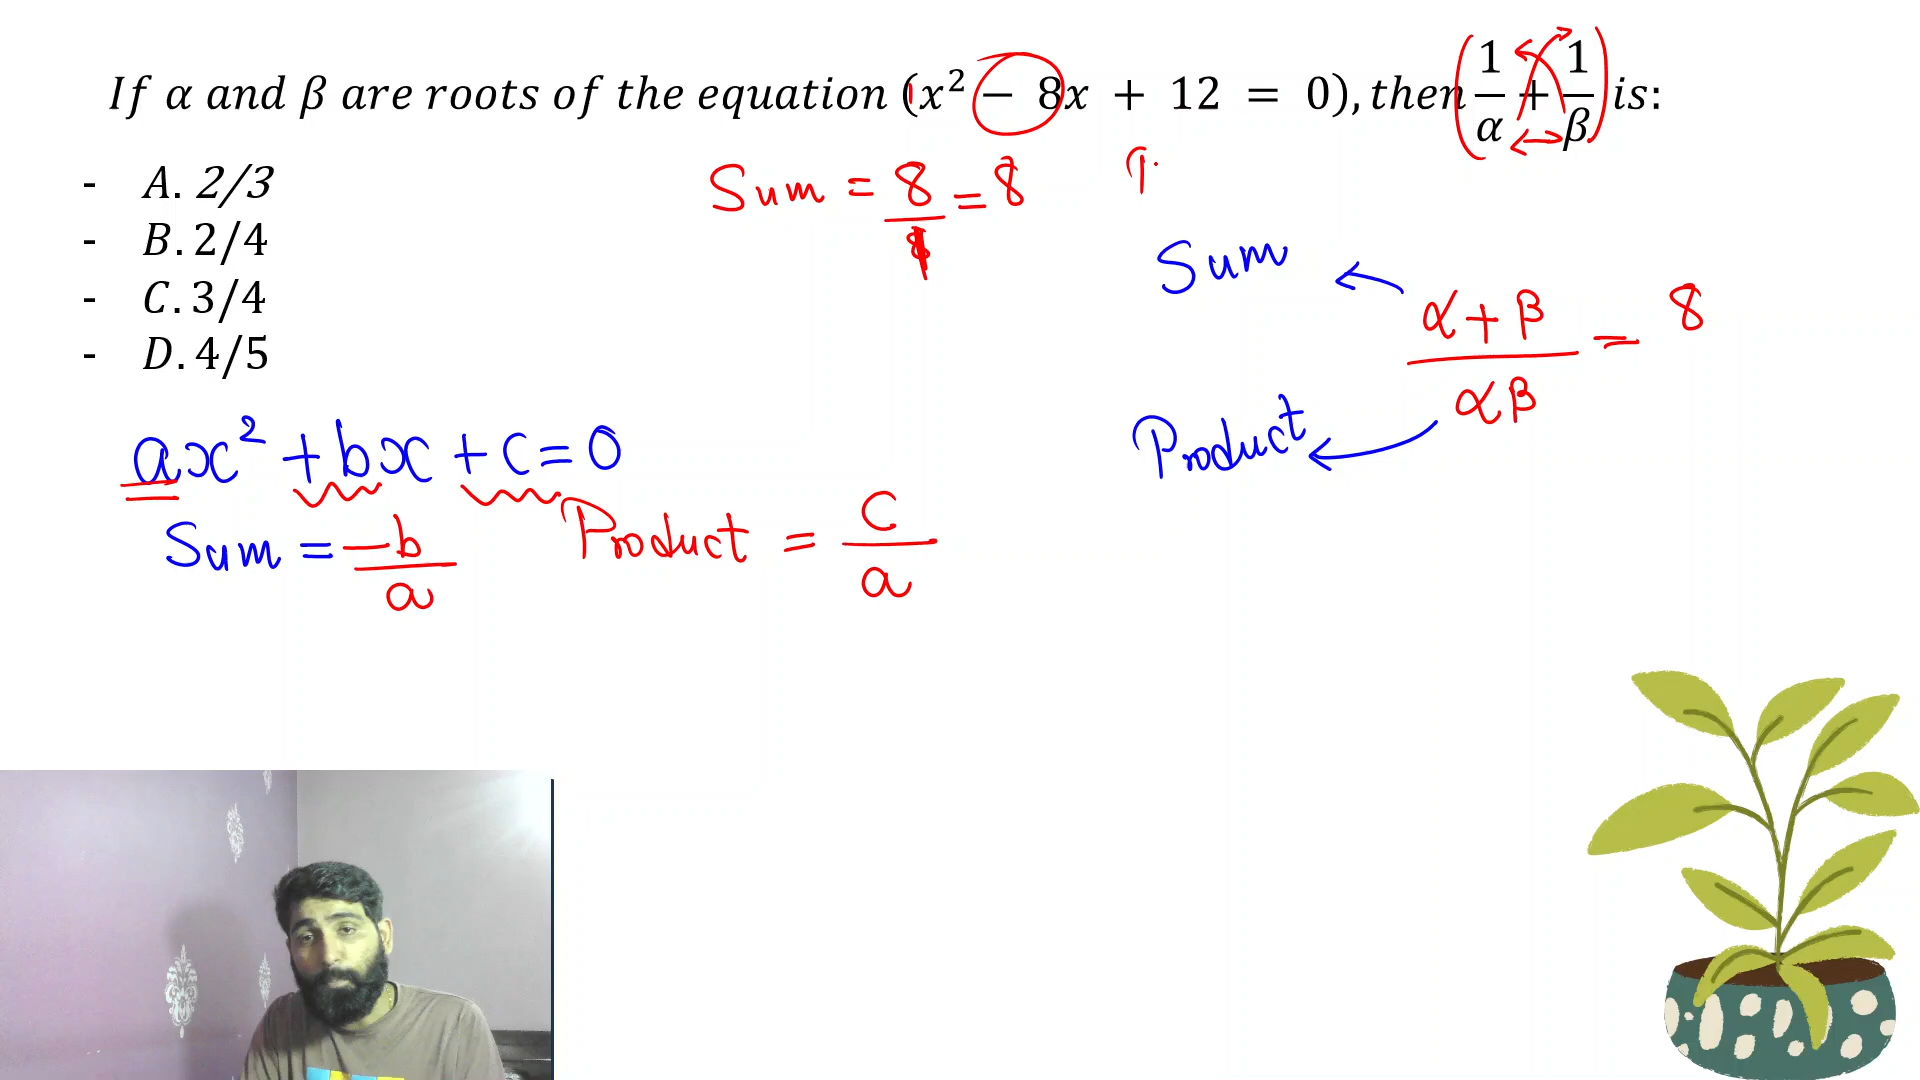 If α and β are roots of the equation (x² − 8x + 12 = 0), then (1/α + 1/β) is:
- A. 2/3
- B. 2/4
- C. 3/4
- D. 4/5
Sum = 8/1 = 8
Sum ← α + β / αβ = 8
Product ←
ax² + bx + c = 0
Sum = −b/a Product = c/a